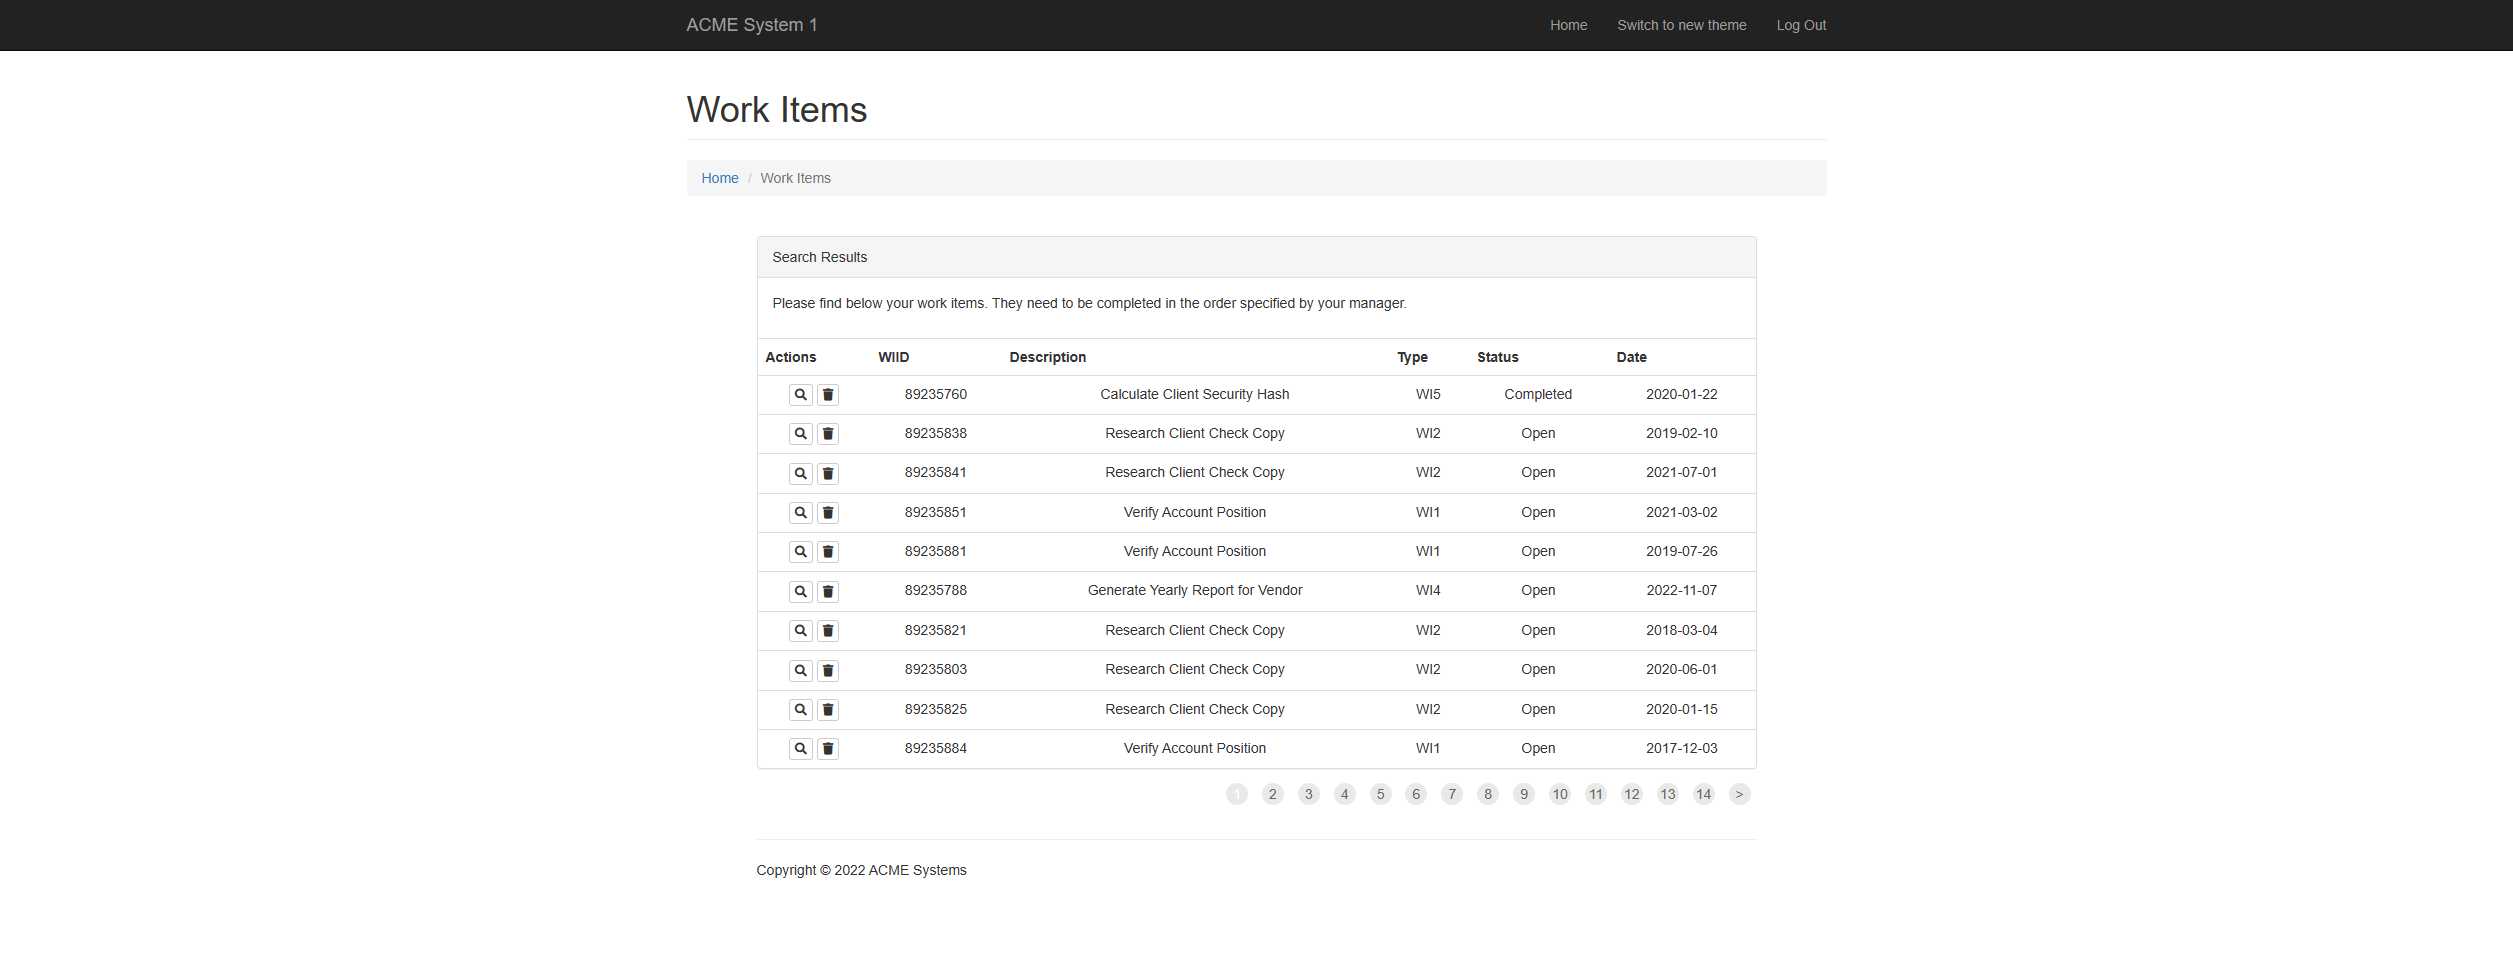 ACME System 1 Home Switch to new theme Log Out
Work Items
Home / Work Items
Search Results
Please find below your work items. They need to be completed in the order specified by your manager.
Actions WIID Description Type Status Date
89235760 Calculate Client Security Hash WI5 Completed 2020-01-22
89235838 Research Client Check Copy WI2 Open 2019-02-10
89235841 Research Client Check Copy WI2 Open 2021-07-01
89235851 Verify Account Position WI1 Open 2021-03-02
89235881 Verify Account Position WI1 Open 2019-07-26
89235788 Generate Yearly Report for Vendor WI4 Open 2022-11-07
89235821 Research Client Check Copy WI2 Open 2018-03-04
89235803 Research Client Check Copy WI2 Open 2020-06-01
89235825 Research Client Check Copy WI2 Open 2020-01-15
89235884 Verify Account Position WI1 Open 2017-12-03
1 2 3 4 5 6 7 8 9 10 11 12 13 14 >
Copyright © 2022 ACME Systems